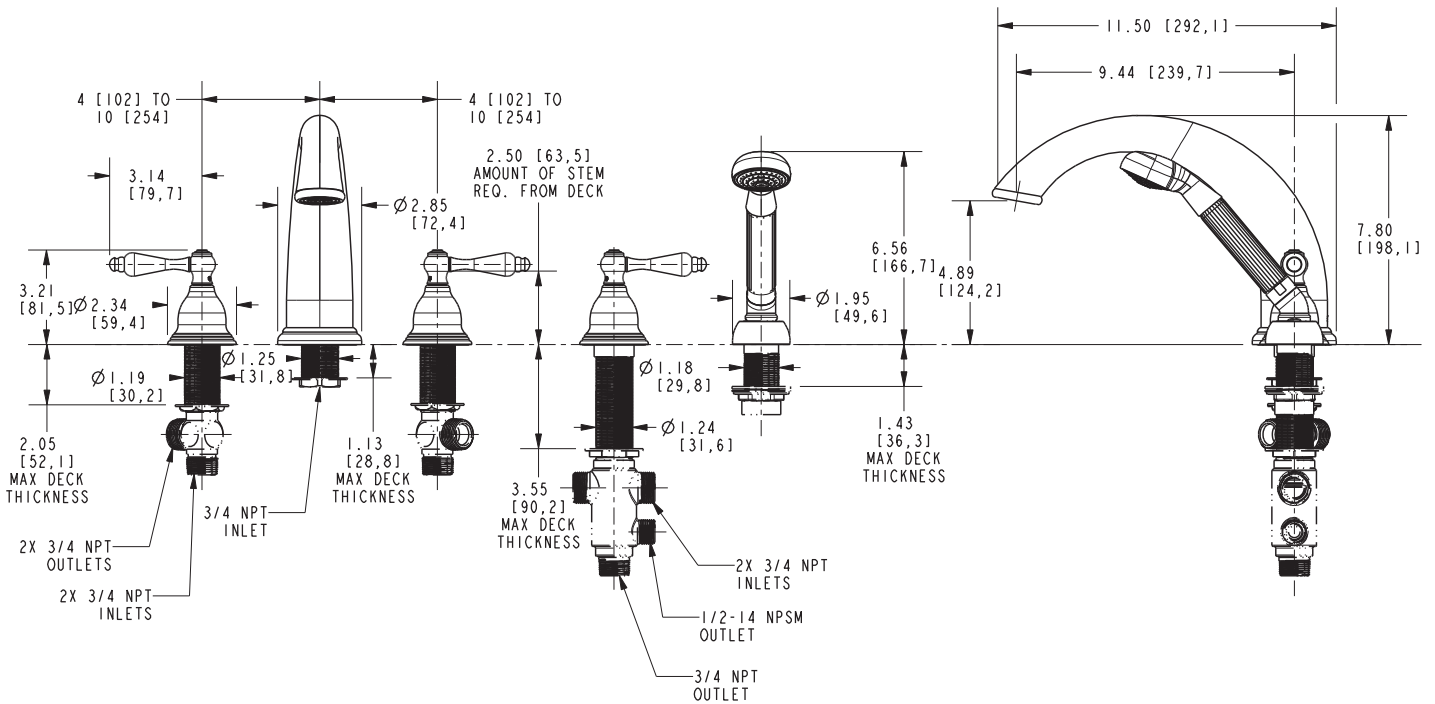 11.50 [292,1]
9.44 [239,7]
4 [102] TO
10 [254]
4 [102] TO
10 [254]
3.14
[79,7]
2.50 [63,5]
AMOUNT OF STEM
REQ. FROM DECK
Ø2.85
[72,4]
7.80
[198,1]
6.56
[166,7]
4.89
[124,2]
3.21
[81,5]
Ø2.34
[59,4]
Ø1.95
[49,6]
Ø1.25
[31,8]
Ø1.19
[30,2]
Ø1.18
[29,8]
Ø1.24
[31,6]
2.05
[52,1]
MAX DECK
THICKNESS
1.13
[28,8]
MAX DECK
THICKNESS
1.43
[36,3]
MAX DECK
THICKNESS
3.55
[90,2]
MAX DECK
THICKNESS
3/4 NPT
INLET
2X 3/4 NPT
OUTLETS
2X 3/4 NPT
INLETS
2X 3/4 NPT
INLETS
1/2-14 NPSM
OUTLET
3/4 NPT
OUTLET